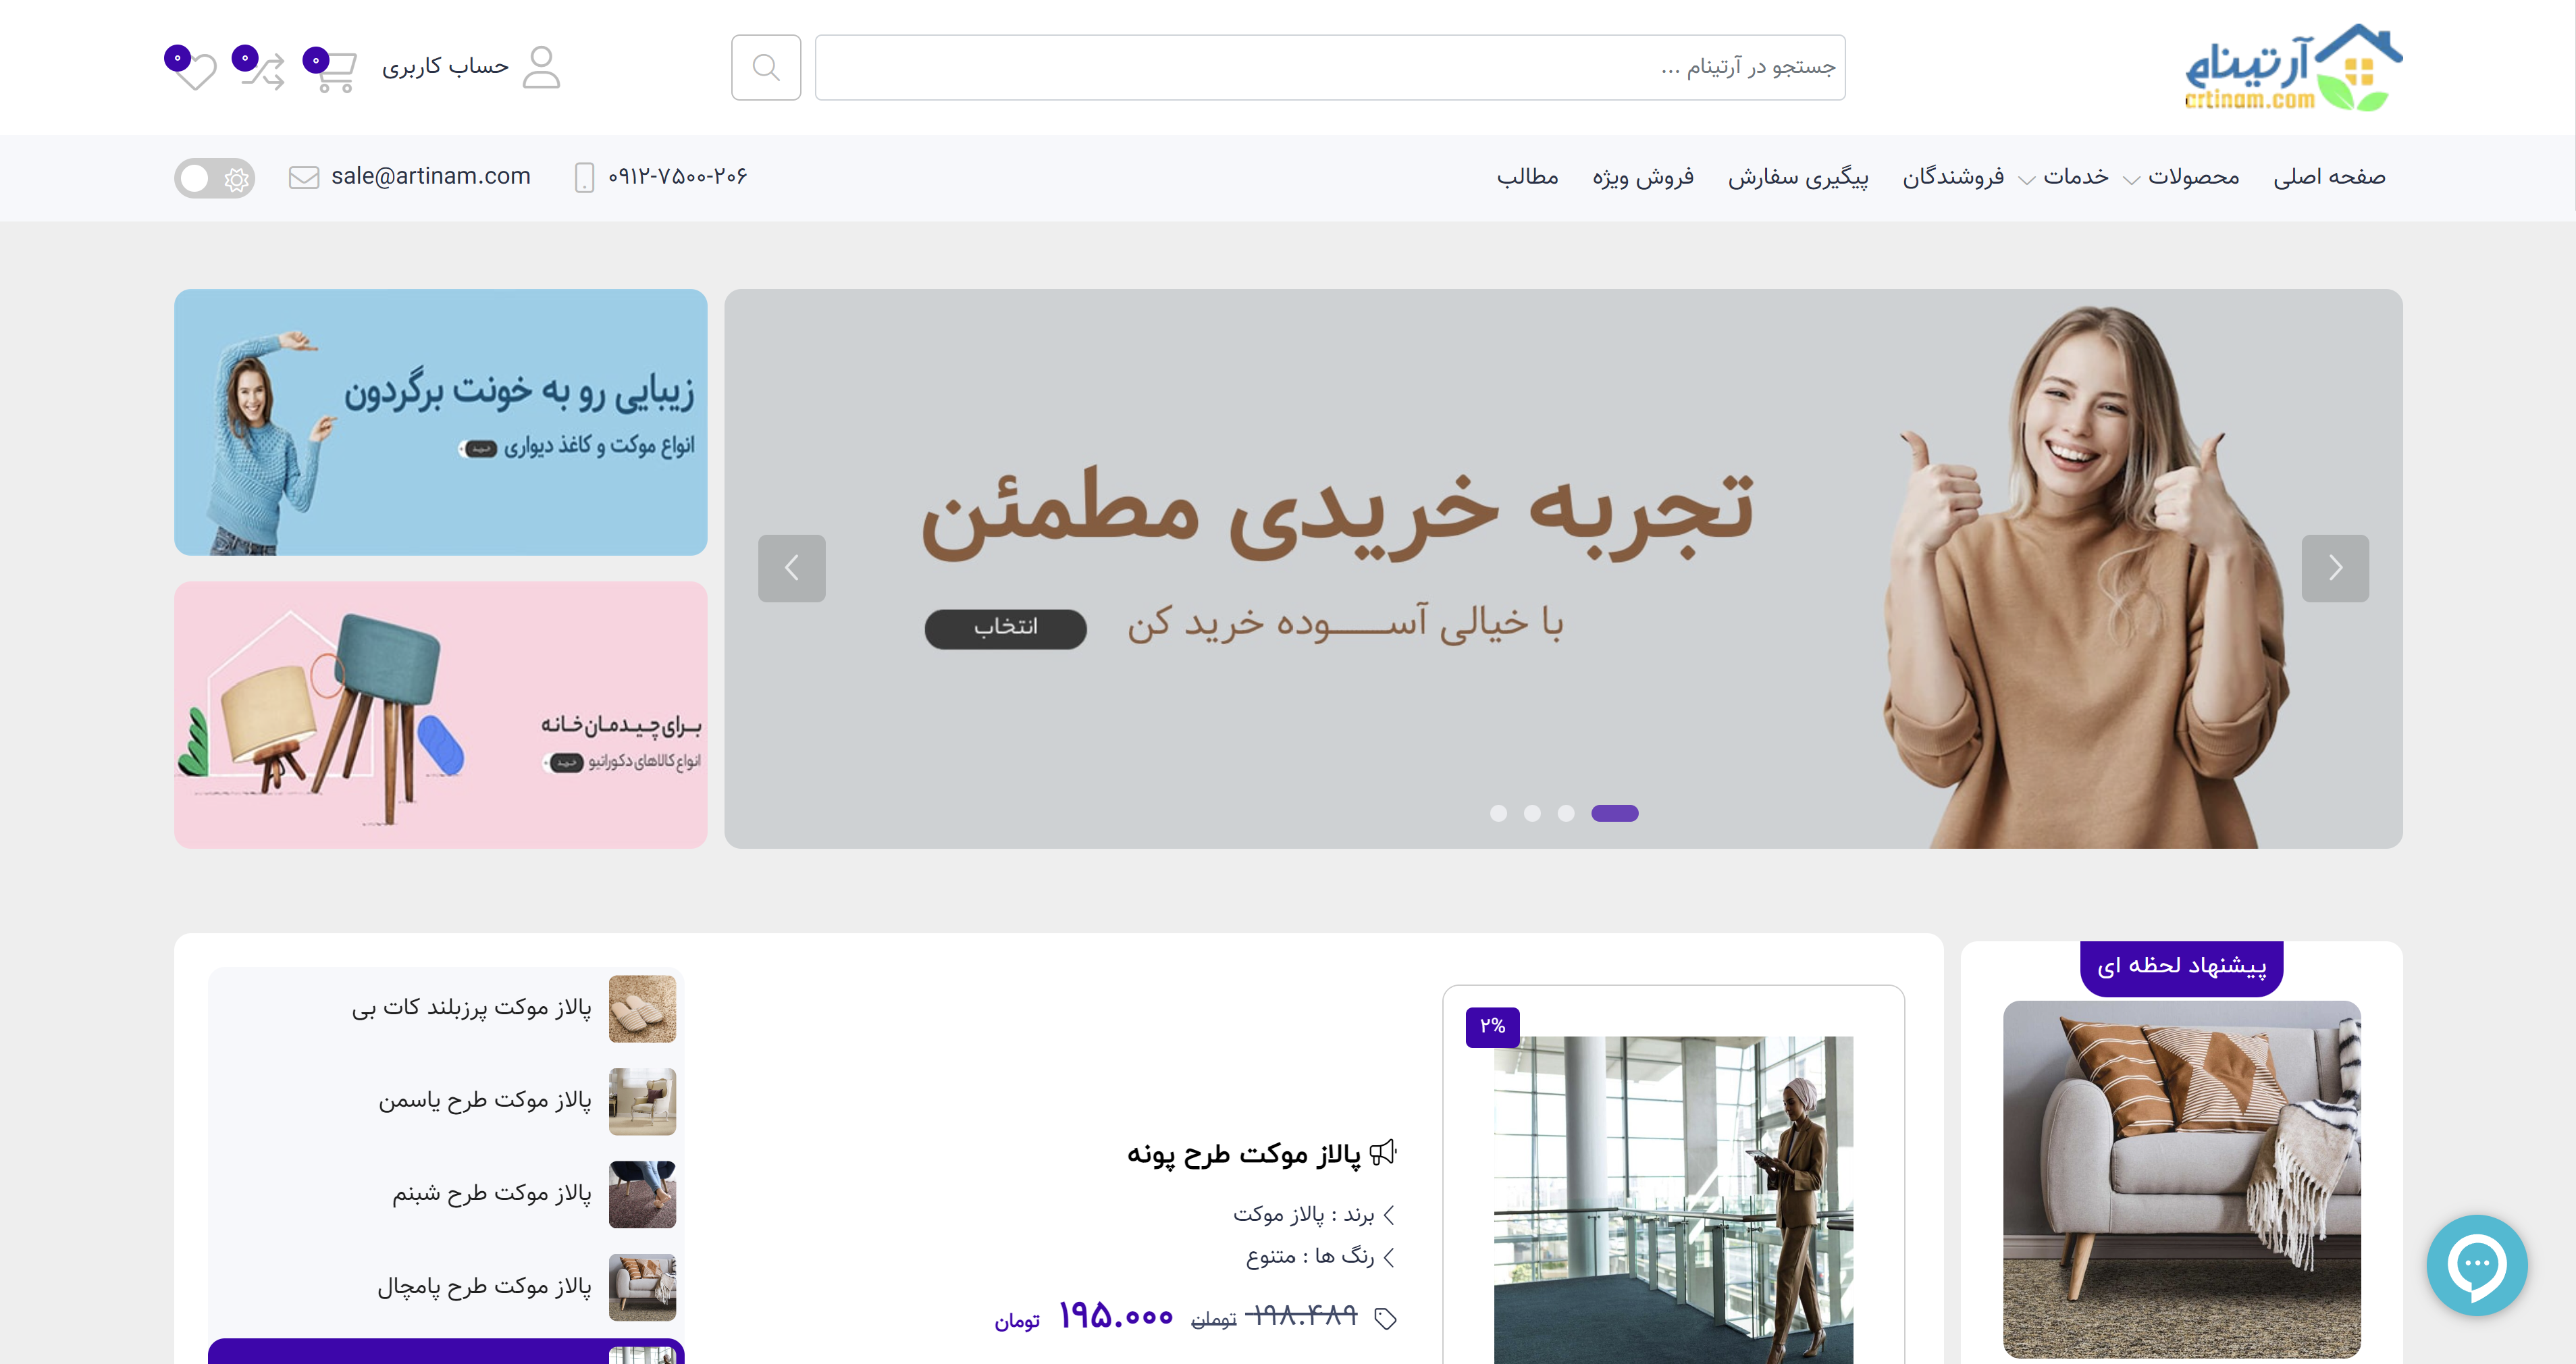 آرتینام
artinam.com
جستجو در آرتینام ...
حساب کاربری
۰
۰
۰
صفحه اصلی
محصولات
خدمات
فروشندگان
پیگیری سفارش
فروش ویژه
مطالب
۰۹۱۲-۷۵۰۰-۲۰۶
sale@artinam.com
تجربه خریدی مطمئن
با خیالی آســـــوده خرید کن
انتخاب
زیبایی رو به خونت برگردون
انواع موکت و کاغذ دیواری
خرید
بـرای چـیـدمـان خـانـه
انواع کالاهای دکوراتیو
خرید
پیشنهاد لحظه ای
۲%
پالاز موکت طرح پونه
برند : پالاز موکت
رنگ ها : متنوع
۱۹۸.۴۸۹ تومان ۱۹۵.۰۰۰ تومان
پالاز موکت پرزبلند کات بی
پالاز موکت طرح یاسمن
پالاز موکت طرح شبنم
پالاز موکت طرح پامچال